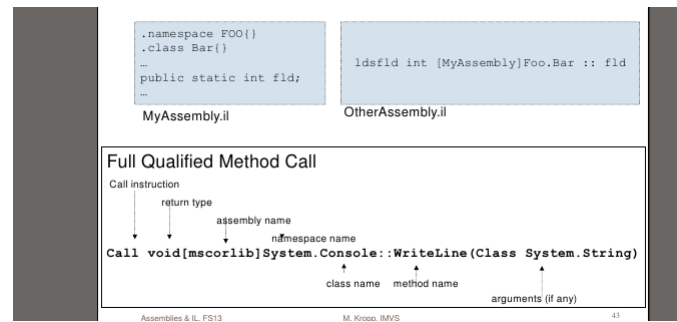 .namespace FOO{}
.class Bar{}
…
public static int fld;
…
MyAssembly.il
ldsfld int [MyAssembly]Foo.Bar :: fld
OtherAssembly.il
Full Qualified Method Call
Call instruction
return type
assembly name
namespace name
Call void[mscorlib]System.Console::WriteLine(Class System.String)
class name method name
arguments (if any)
Assemblies & IL, FS13 M. Kropp, IMVS 43